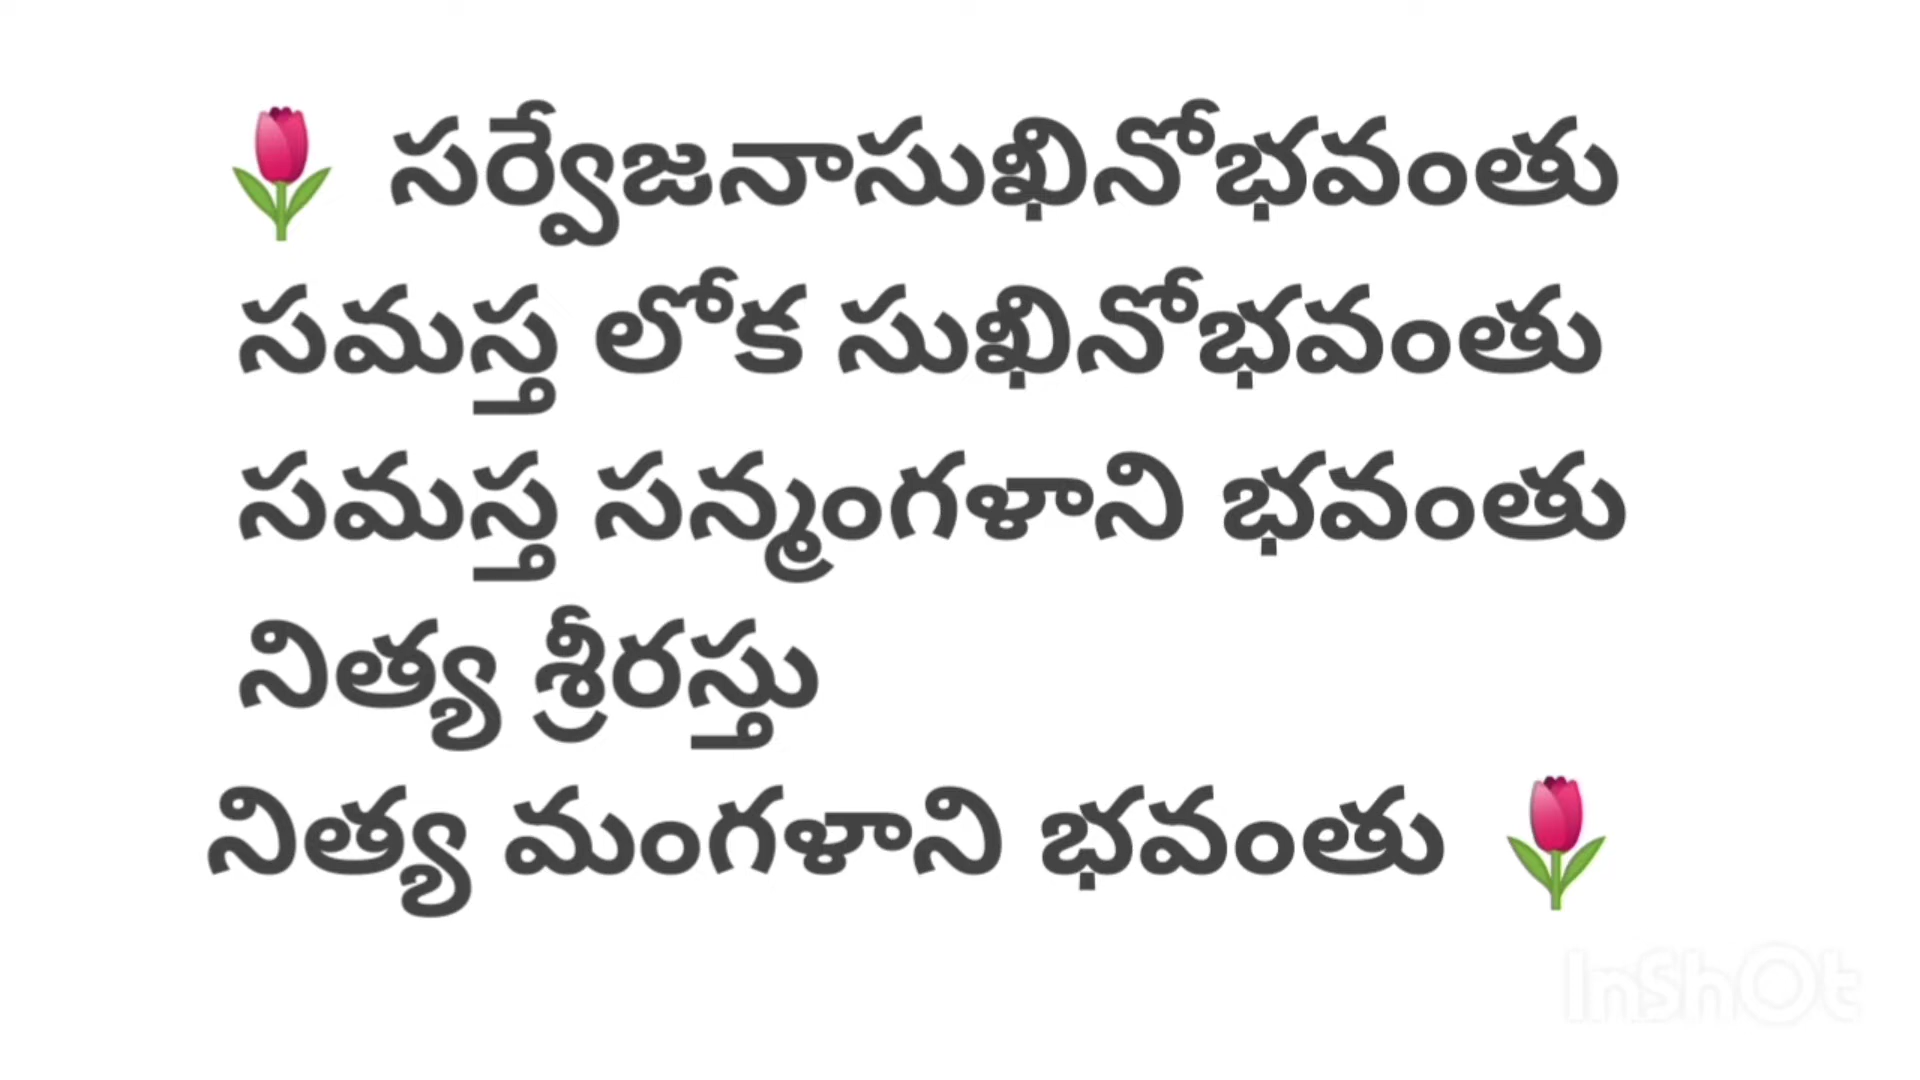 🌷 సర్వేజనాసుఖినోభవంతు
సమస్త లోక సుఖినోభవంతు
సమస్త సన్మంగళాని భవంతు
నిత్య శ్రీరస్తు
నిత్య మంగళాని భవంతు 🌷
InShOt